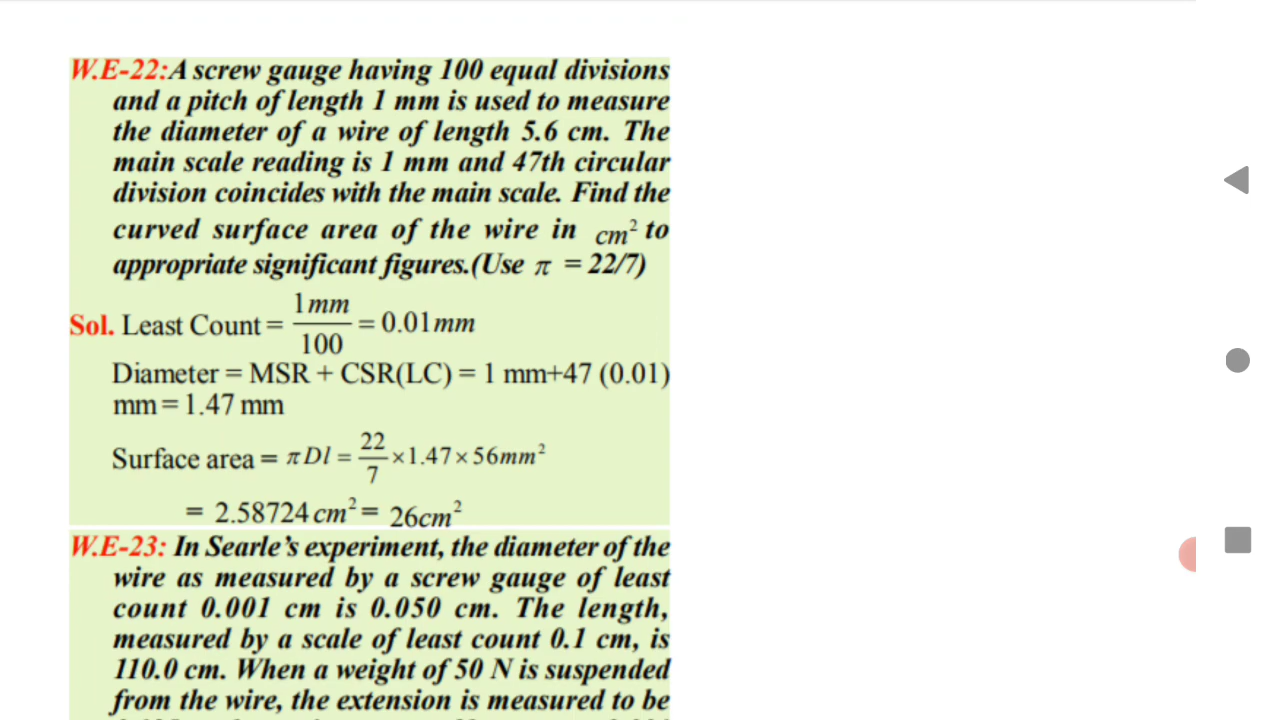 W.E-22:A screw gauge having 100 equal divisions
and a pitch of length 1 mm is used to measure
the diameter of a wire of length 5.6 cm. The
main scale reading is 1 mm and 47th circular
division coincides with the main scale. Find the
curved surface area of the wire in cm² to
appropriate significant figures.(Use π = 22/7)
Sol. Least Count = 1mm/100 = 0.01mm
Diameter = MSR + CSR(LC) = 1 mm+47 (0.01)
mm = 1.47 mm
Surface area = πDl = 22/7 ×1.47×56mm²
= 2.58724 cm² = 26cm²
W.E-23: In Searle's experiment, the diameter of the
wire as measured by a screw gauge of least
count 0.001 cm is 0.050 cm. The length,
measured by a scale of least count 0.1 cm, is
110.0 cm. When a weight of 50 N is suspended
from the wire, the extension is measured to be